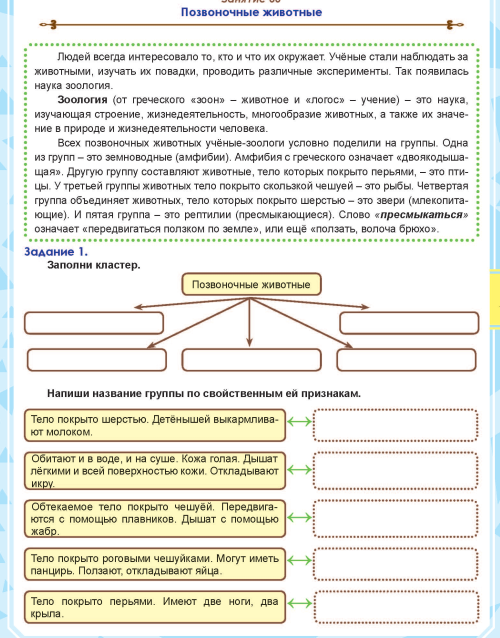 Позвоночные животные
Людей всегда интересовало то, кто и что их окружает. Учёные стали наблюдать за
животными, изучать их повадки, проводить различные эксперименты. Так появилась
наука зоология.
Зоология (от греческого «зоон» – животное и «логос» – учение) – это наука,
изучающая строение, жизнедеятельность, многообразие животных, а также их значе-
ние в природе и жизнедеятельности человека.
Всех позвоночных животных учёные-зоологи условно поделили на группы. Одна
из групп – это земноводные (амфибии). Амфибия с греческого означает «двоякодыша-
щая». Другую группу составляют животные, тело которых покрыто перьями, – это пти-
цы. У третьей группы животных тело покрыто скользкой чешуей – это рыбы. Четвертая
группа объединяет животных, тело которых покрыто шерстью – это звери (млекопита-
ющие). И пятая группа – это рептилии (пресмыкающиеся). Слово «пресмыкаться»
означает «передвигаться ползком по земле», или ещё «ползать, волоча брюхо».
Задание 1.
Заполни кластер.
Позвоночные животные
Напиши название группы по свойственным ей признакам.
Тело покрыто шерстью. Детёнышей выкармлива-
ют молоком.
Обитают и в воде, и на суше. Кожа голая. Дышат
лёгкими и всей поверхностью кожи. Откладывают
икру.
Обтекаемое тело покрыто чешуёй. Передвига-
ются с помощью плавников. Дышат с помощью
жабр.
Тело покрыто роговыми чешуйками. Могут иметь
панцирь. Ползают, откладывают яйца.
Тело покрыто перьями. Имеют две ноги, два
крыла.